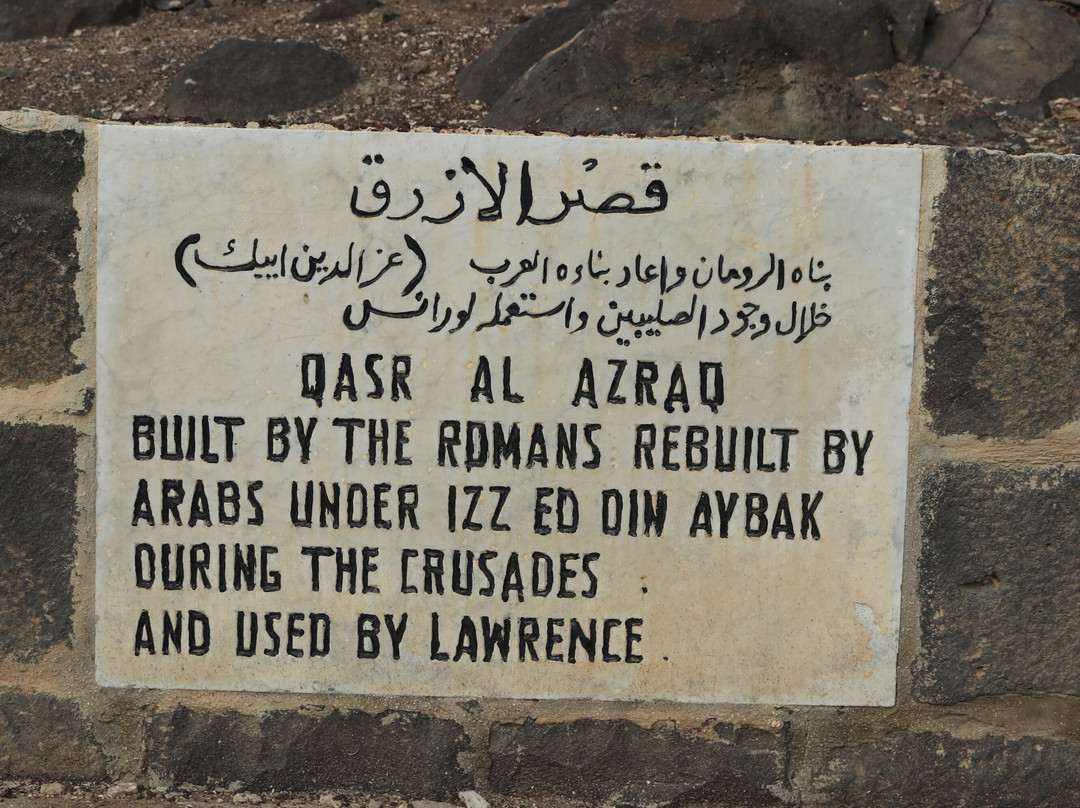 قصر الازرق
بناه الرومان واعاد بناءه العرب (عز الدين ايبك)
خلال وجود الصليبين واستعمله لورانس
QASR AL AZRAQ
BUILT BY THE ROMANS REBUILT BY
ARABS UNDER IZZ ED DIN AYBAK
DURING THE CRUSADES .
AND USED BY LAWRENCE .